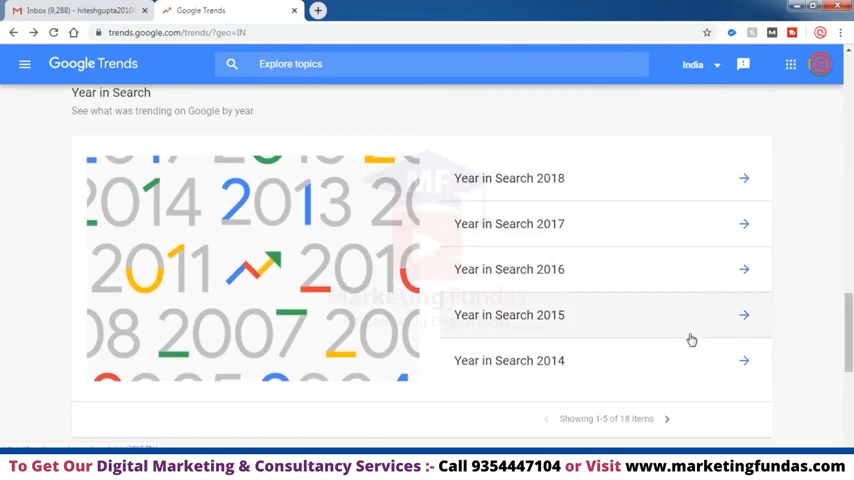 Inbox (9,288) - hiteshgupta2010
Google Trends
trends.google.com/trends/?geo=IN
Google Trends
Explore topics
India
Year in Search
See what was trending on Google by year
2014 2013
2011 2010
08 2007
Year in Search 2018
Year in Search 2017
Year in Search 2016
Year in Search 2015
Year in Search 2014
MF
Marketing Fundas
Showing 1-5 of 18 items
To Get Our Digital Marketing & Consultancy Services :- Call 9354447104 or Visit www.marketingfundas.com